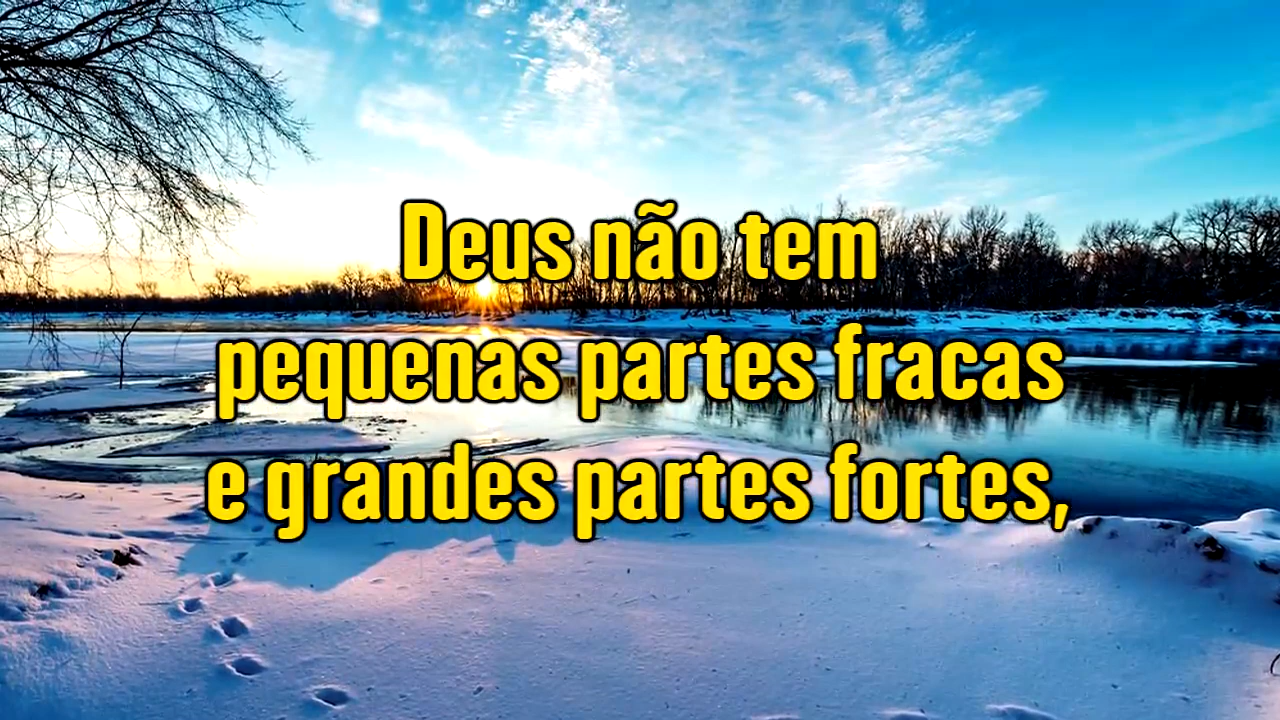 Deus não tem
pequenas partes fracas
e grandes partes fortes,